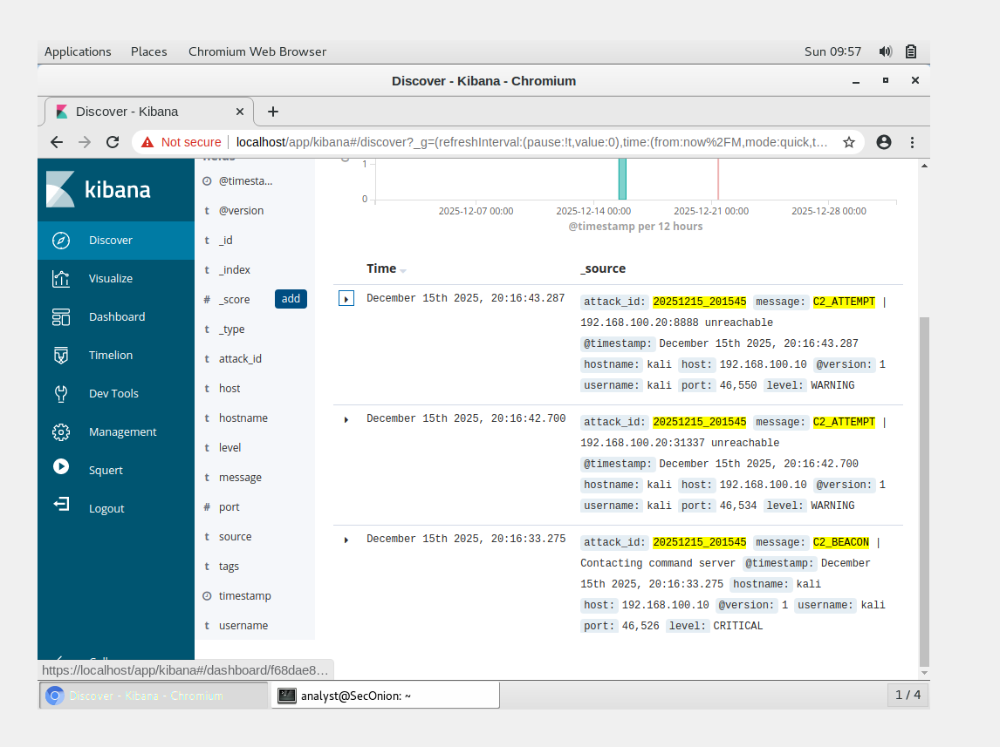 Applications Places Chromium Web Browser Sun 09:57
Discover - Kibana - Chromium
Discover - Kibana
Not secure localhost/app/kibana#/discover?_g=(refreshInterval:(pause:!t,value:0),time:(from:now%2FM,mode:quick,t…
kibana
Discover
Visualize
Dashboard
Timelion
Dev Tools
Management
Squert
Logout
@timesta...
t @version
t _id
t _index
# _score add
t _type
t attack_id
t host
t hostname
t level
t message
# port
t source
t tags
timestamp
t username
1
0
2025-12-07 00:00 2025-12-14 00:00 2025-12-21 00:00 2025-12-28 00:00
@timestamp per 12 hours
Time _source
December 15th 2025, 20:16:43.287 attack_id: 20251215_201545 message: C2_ATTEMPT |
192.168.100.20:8888 unreachable
@timestamp: December 15th 2025, 20:16:43.287
hostname: kali host: 192.168.100.10 @version: 1
username: kali port: 46,550 level: WARNING
December 15th 2025, 20:16:42.700 attack_id: 20251215_201545 message: C2_ATTEMPT |
192.168.100.20:31337 unreachable
@timestamp: December 15th 2025, 20:16:42.700
hostname: kali host: 192.168.100.10 @version: 1
username: kali port: 46,534 level: WARNING
December 15th 2025, 20:16:33.275 attack_id: 20251215_201545 message: C2_BEACON |
Contacting command server @timestamp: December
15th 2025, 20:16:33.275 hostname: kali
host: 192.168.100.10 @version: 1 username: kali
port: 46,526 level: CRITICAL
https://localhost/app/kibana#/dashboard/f68dae8…
Discover - Kibana - Chromium analyst@SecOnion: ~ 1 / 4